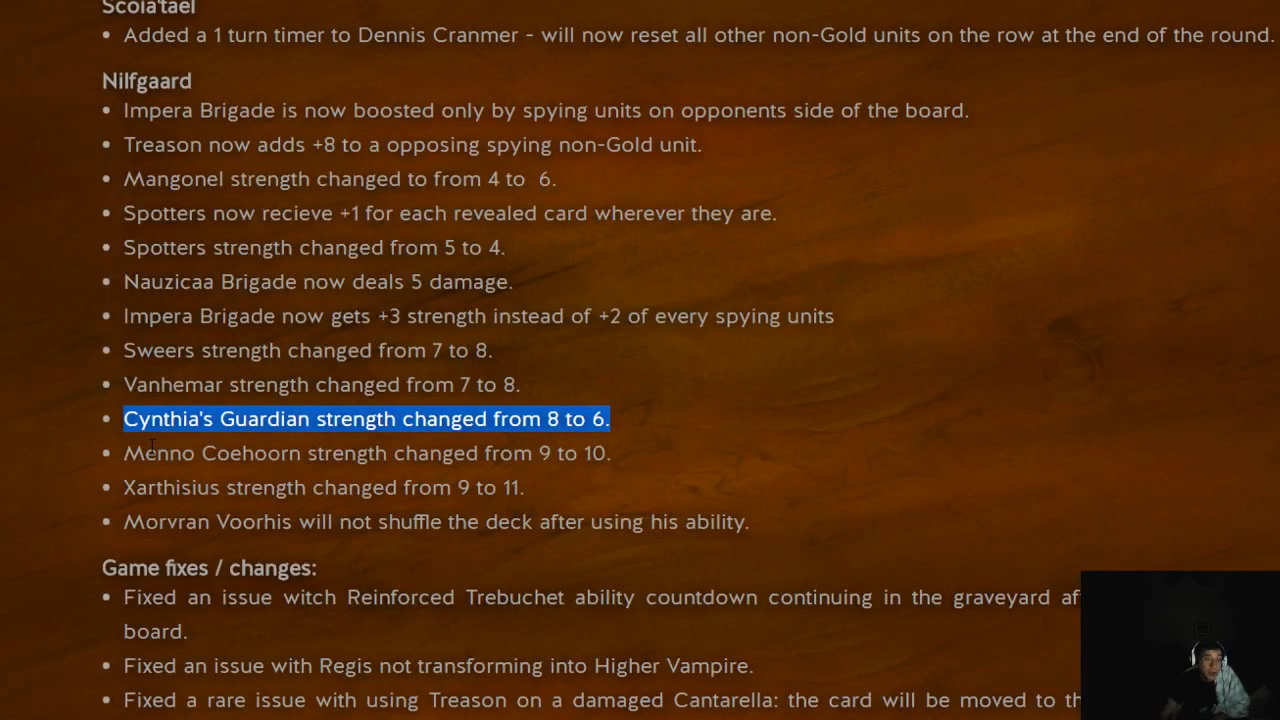 Scoia'tael
• Added a 1 turn timer to Dennis Cranmer - will now reset all other non-Gold units on the row at the end of the round.
Nilfgaard
• Impera Brigade is now boosted only by spying units on opponents side of the board.
• Treason now adds +8 to a opposing spying non-Gold unit.
• Mangonel strength changed to from 4 to 6.
• Spotters now recieve +1 for each revealed card wherever they are.
• Spotters strength changed from 5 to 4.
• Nauzicaa Brigade now deals 5 damage.
• Impera Brigade now gets +3 strength instead of +2 of every spying units
• Sweers strength changed from 7 to 8.
• Vanhemar strength changed from 7 to 8.
• Cynthia's Guardian strength changed from 8 to 6.
• Menno Coehoorn strength changed from 9 to 10.
• Xarthisius strength changed from 9 to 11.
• Morvran Voorhis will not shuffle the deck after using his ability.
Game fixes / changes:
• Fixed an issue witch Reinforced Trebuchet ability countdown continuing in the graveyard af
board.
• Fixed an issue with Regis not transforming into Higher Vampire.
• Fixed a rare issue with using Treason on a damaged Cantarella: the card will be moved to th